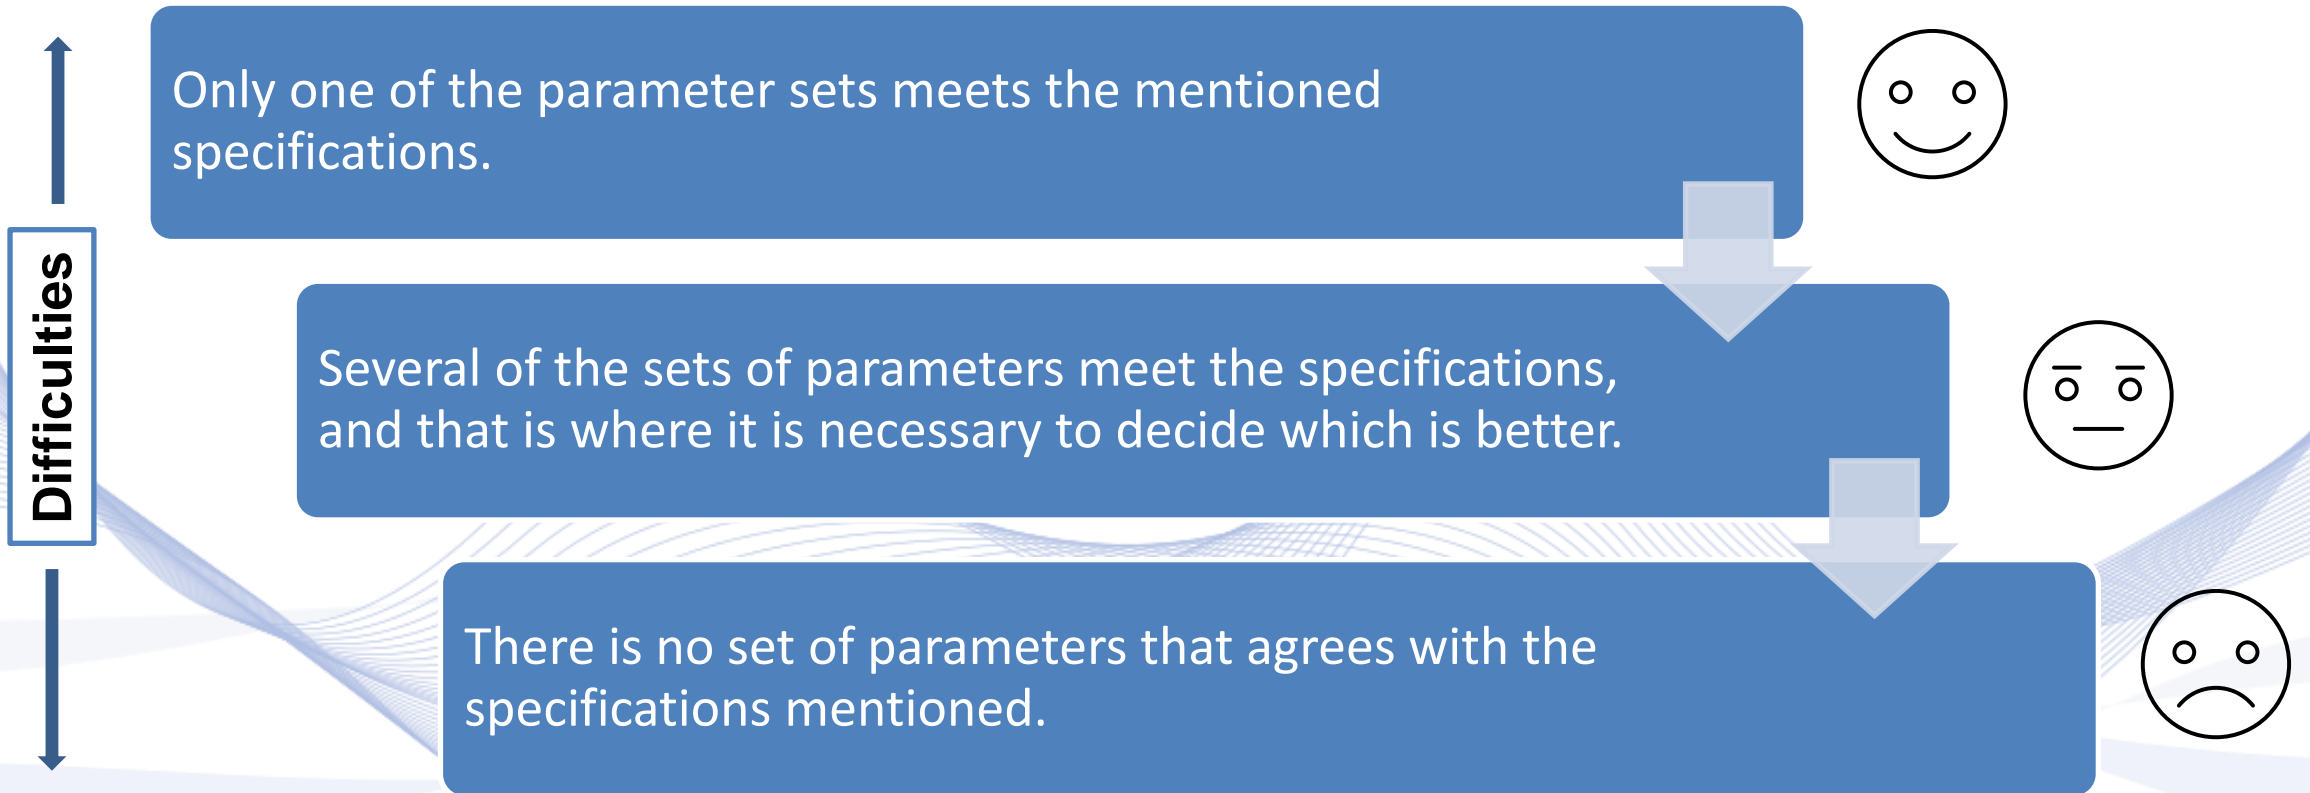 Only one of the parameter sets meets the mentioned
specifications.
Difficulties
Several of the sets of parameters meet the specifications,
and that is where it is necessary to decide which is better.
There is no set of parameters that agrees with the
specifications mentioned.